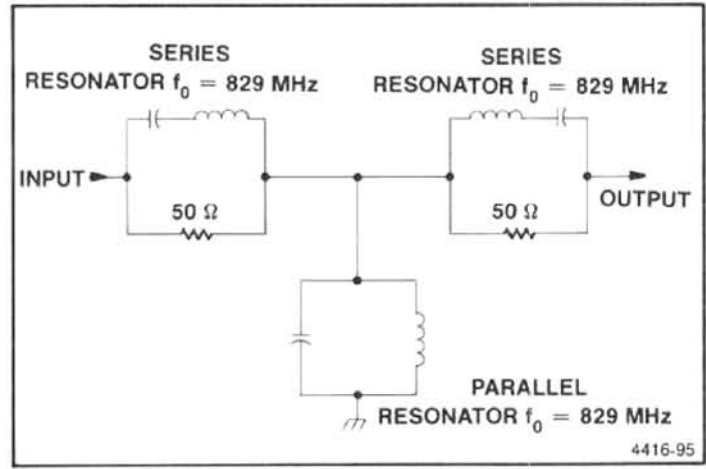 SERIES
RESONATOR f0 = 829 MHz
SERIES
RESONATOR f0 = 829 MHz
INPUT
50 Ω
50 Ω
OUTPUT
PARALLEL
RESONATOR f0 = 829 MHz
4416-95